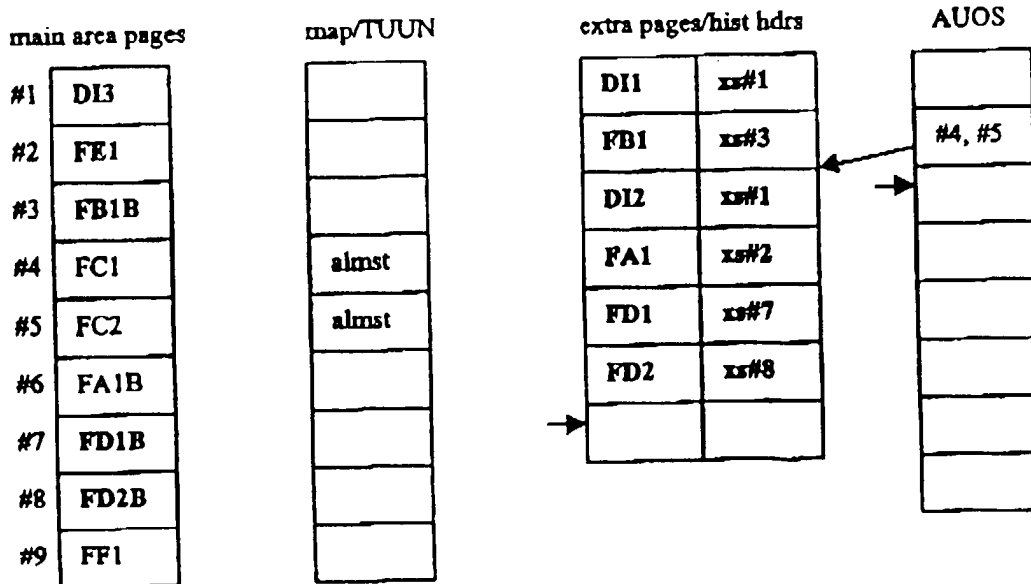 main area pages map/TUUN extra pages/hist hdrs AUOS
#1 DI3 DI1 xs#1
#2 FE1 FB1 xs#3 #4, #5
#3 FB1B DI2 xs#1
#4 FC1 almst FA1 xs#2
#5 FC2 almst FD1 xs#7
#6 FA1B FD2 xs#8
#7 FD1B
#8 FD2B
#9 FF1